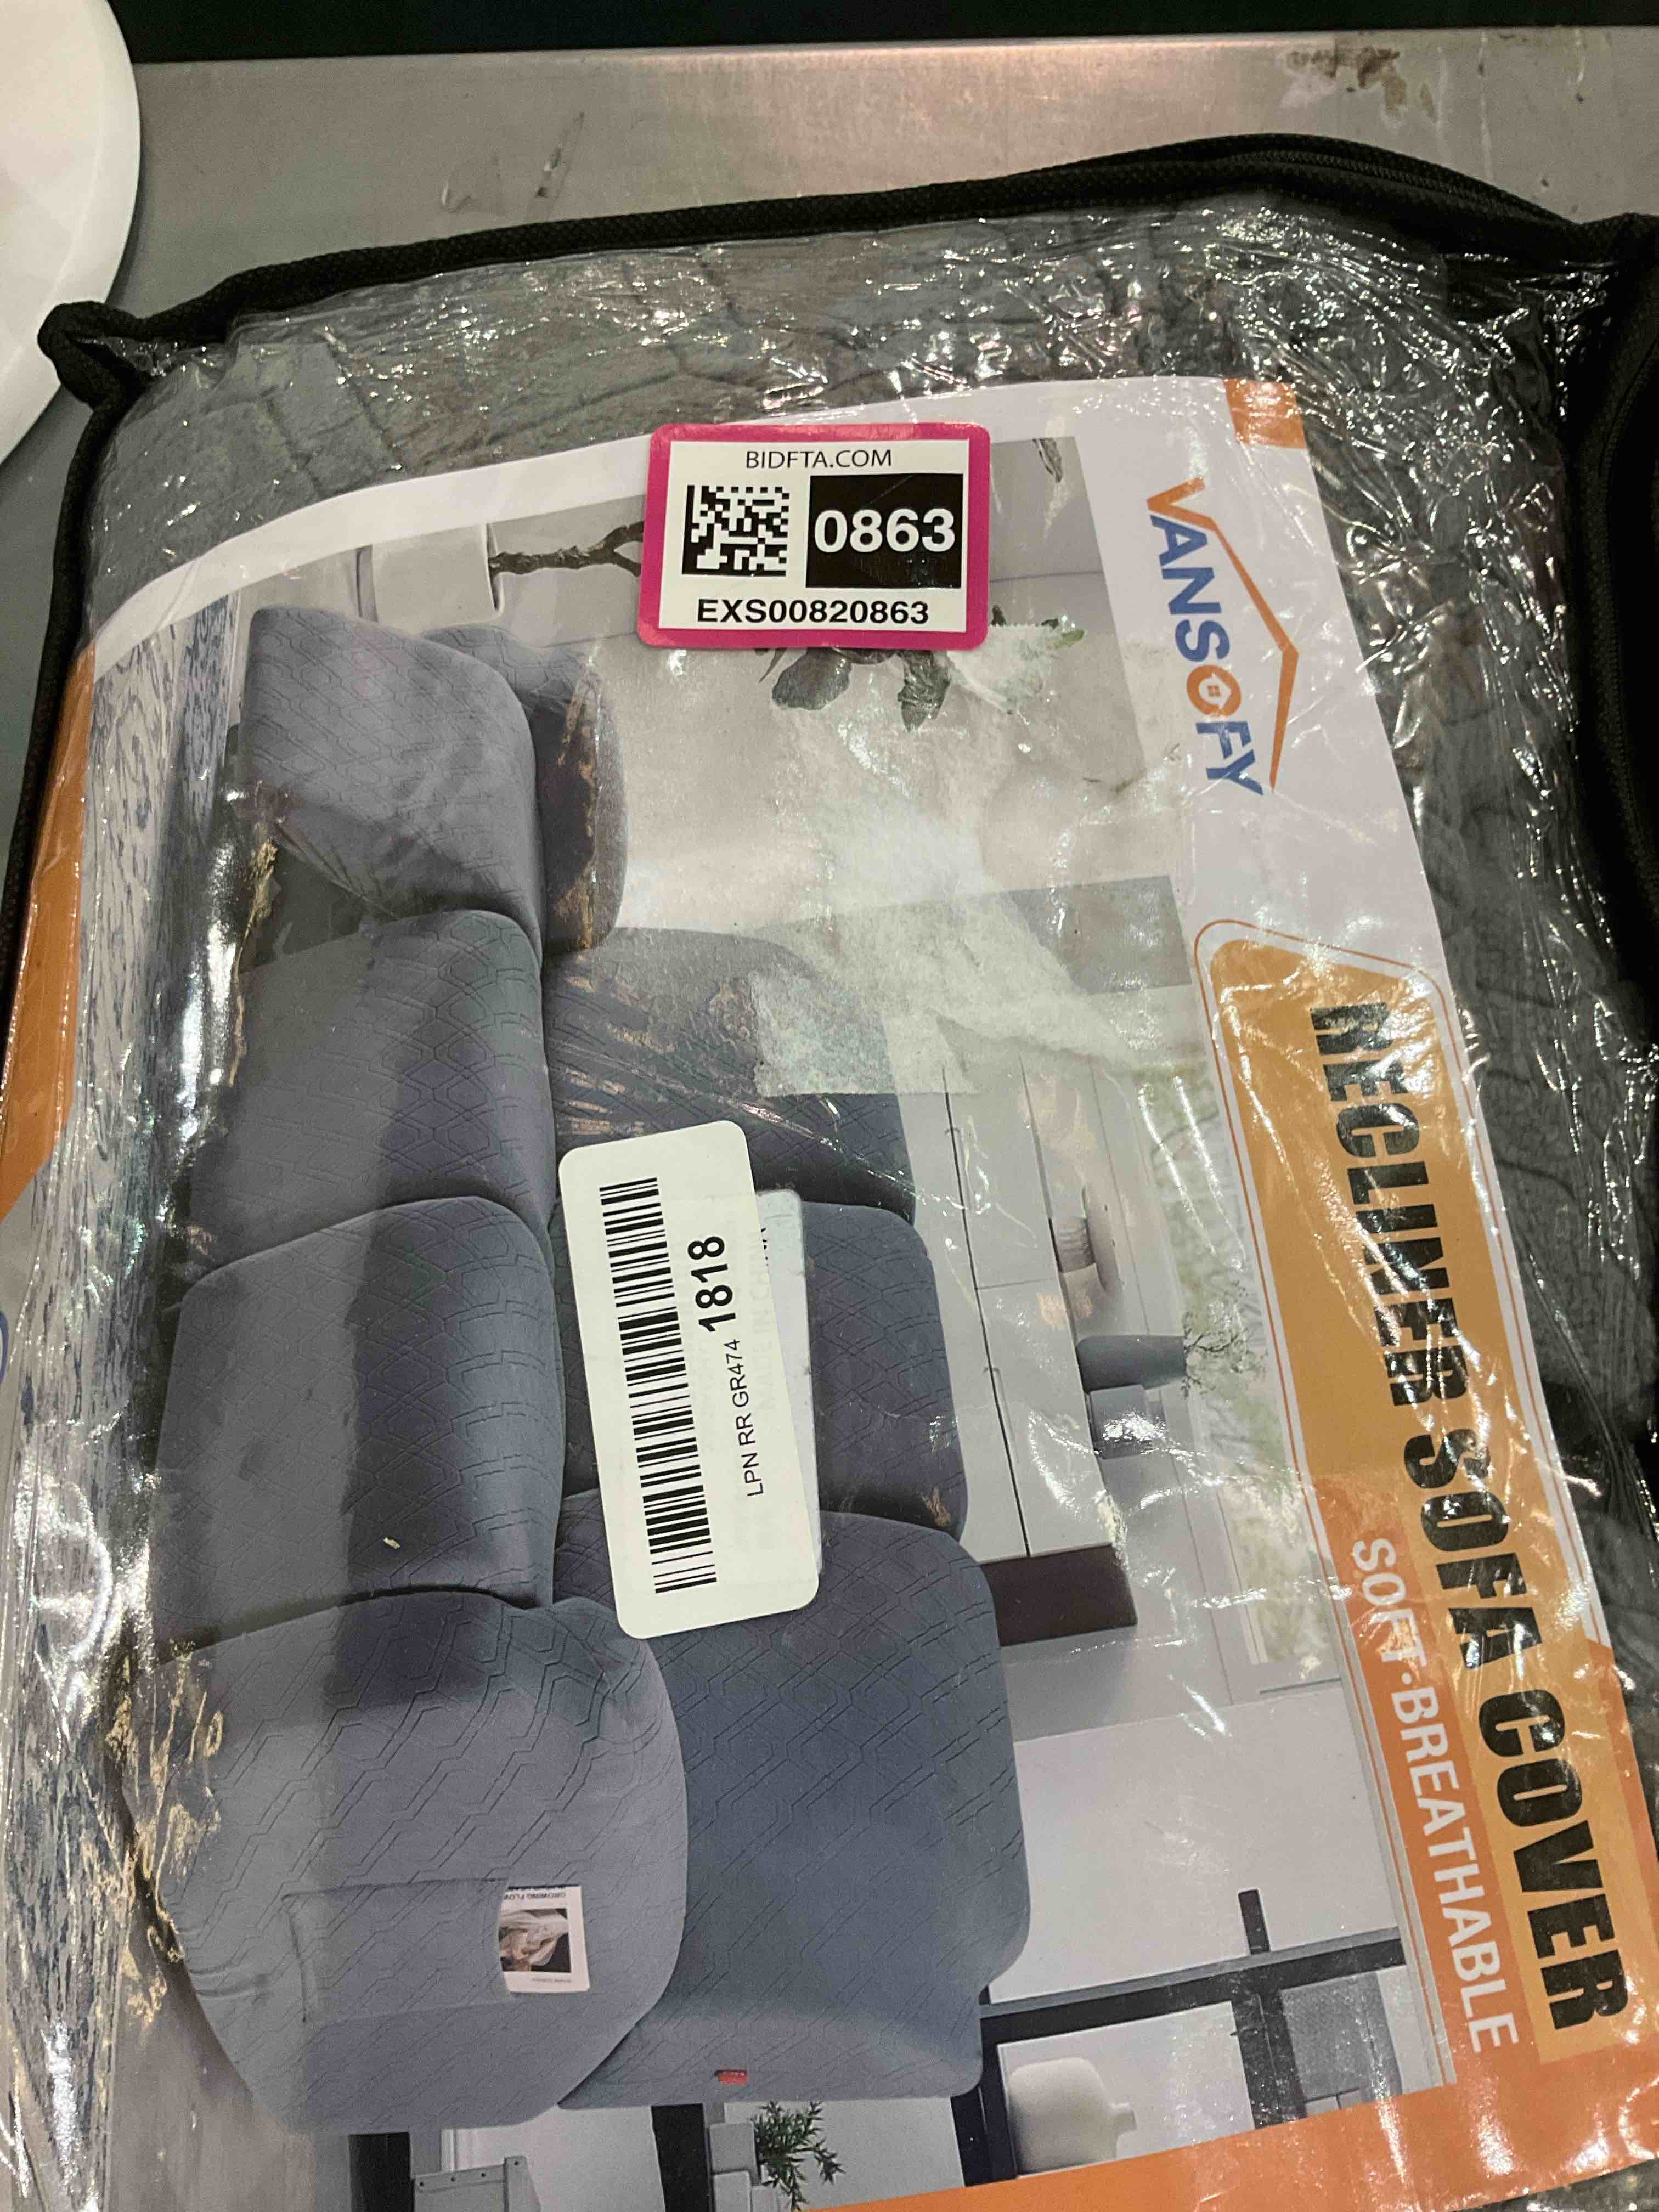 BIDFTA.COM
0863
EXS00820863
VANSOFY
RECLINER SOFA COVER
SOFT·BREATHABLE
LPN RR GR474 1818